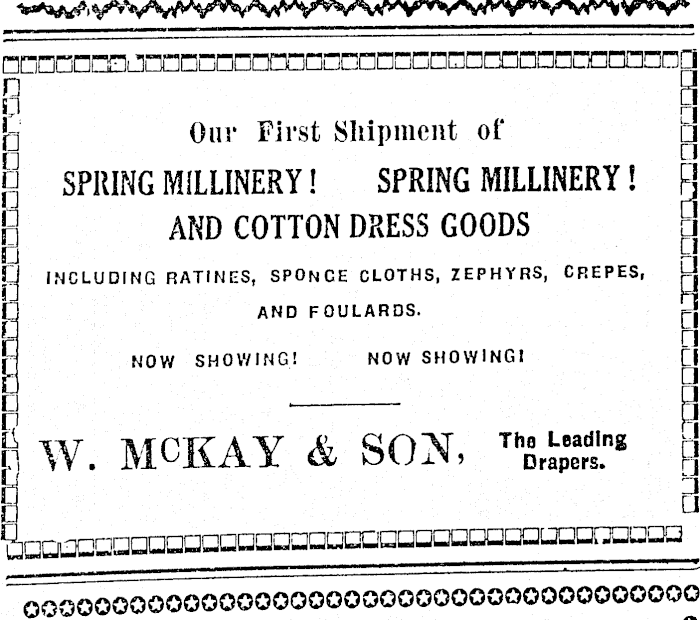 Our First Shipment of
SPRING MILLINERY! SPRING MILLINERY!
AND COTTON DRESS GOODS
INCLUDING RATINES, SPONGE CLOTHS, ZEPHYRS, CREPES,
AND FOULARDS.
NOW SHOWING! NOW SHOWING!
W. McKAY & SON,
The Leading
Drapers.